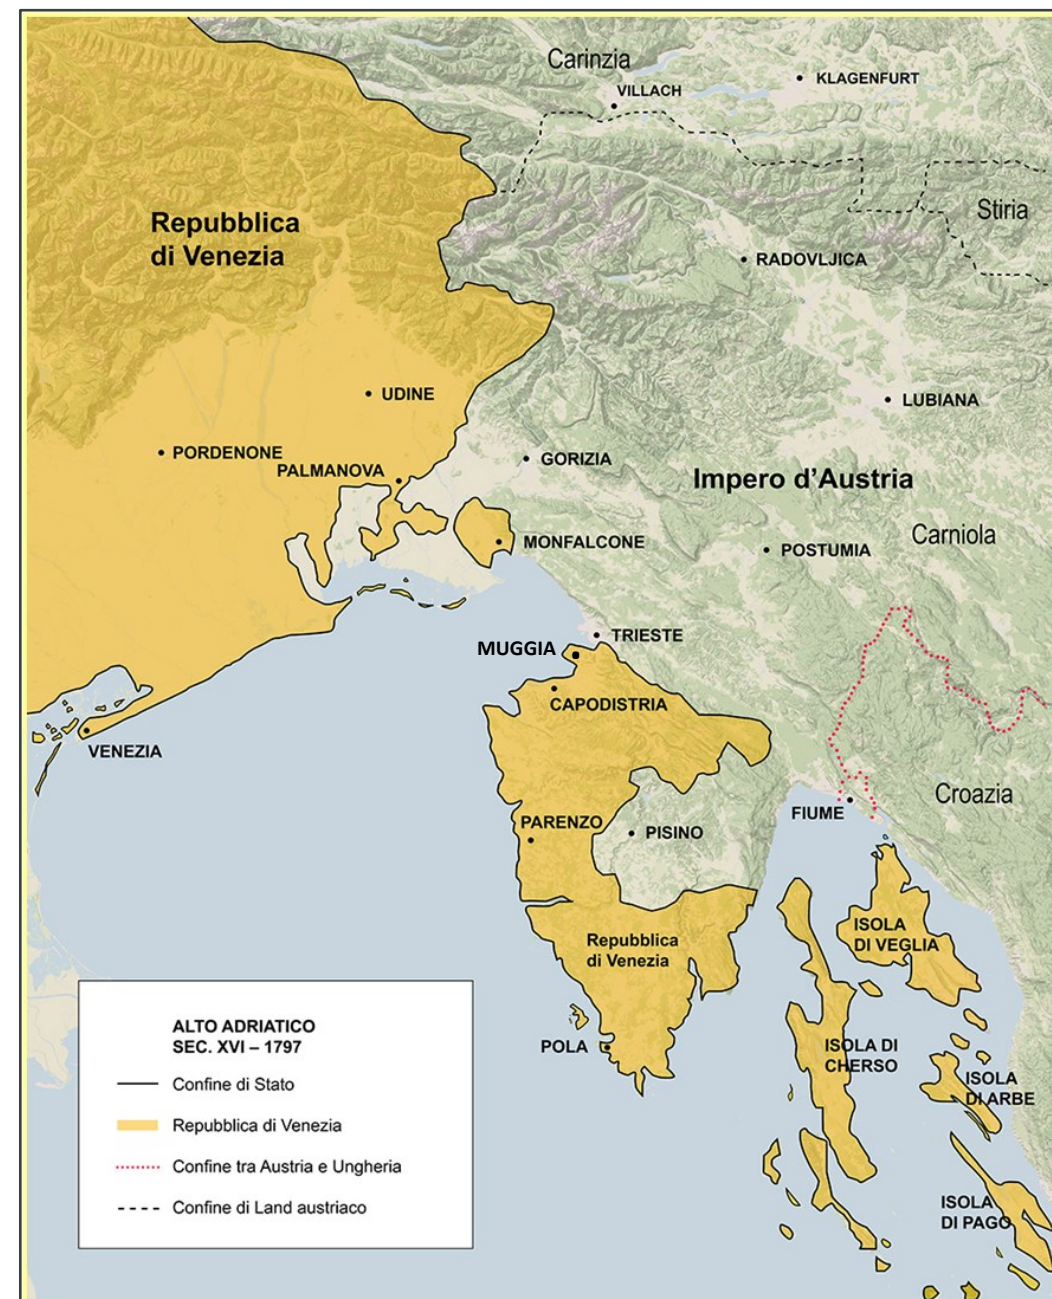 Carinzia
KLAGENFURT
VILLACH
Stiria
Repubblica
di Venezia
RADOVLJICA
UDINE
LUBIANA
PORDENONE
GORIZIA
PALMANOVA
Impero d'Austria
Carniola
MONFALCONE
POSTUMIA
TRIESTE
MUGGIA
CAPODISTRIA
VENEZIA
Croazia
FIUME
PARENZO
PISINO
ISOLA
DI VEGLIA
Repubblica
di Venezia
POLA
ISOLA DI
CHERSO
ISOLA
DI ARBE
ISOLA
DI PAGO
ALTO ADRIATICO
SEC. XVI – 1797
Confine di Stato
Repubblica di Venezia
Confine tra Austria e Ungheria
Confine di Land austriaco